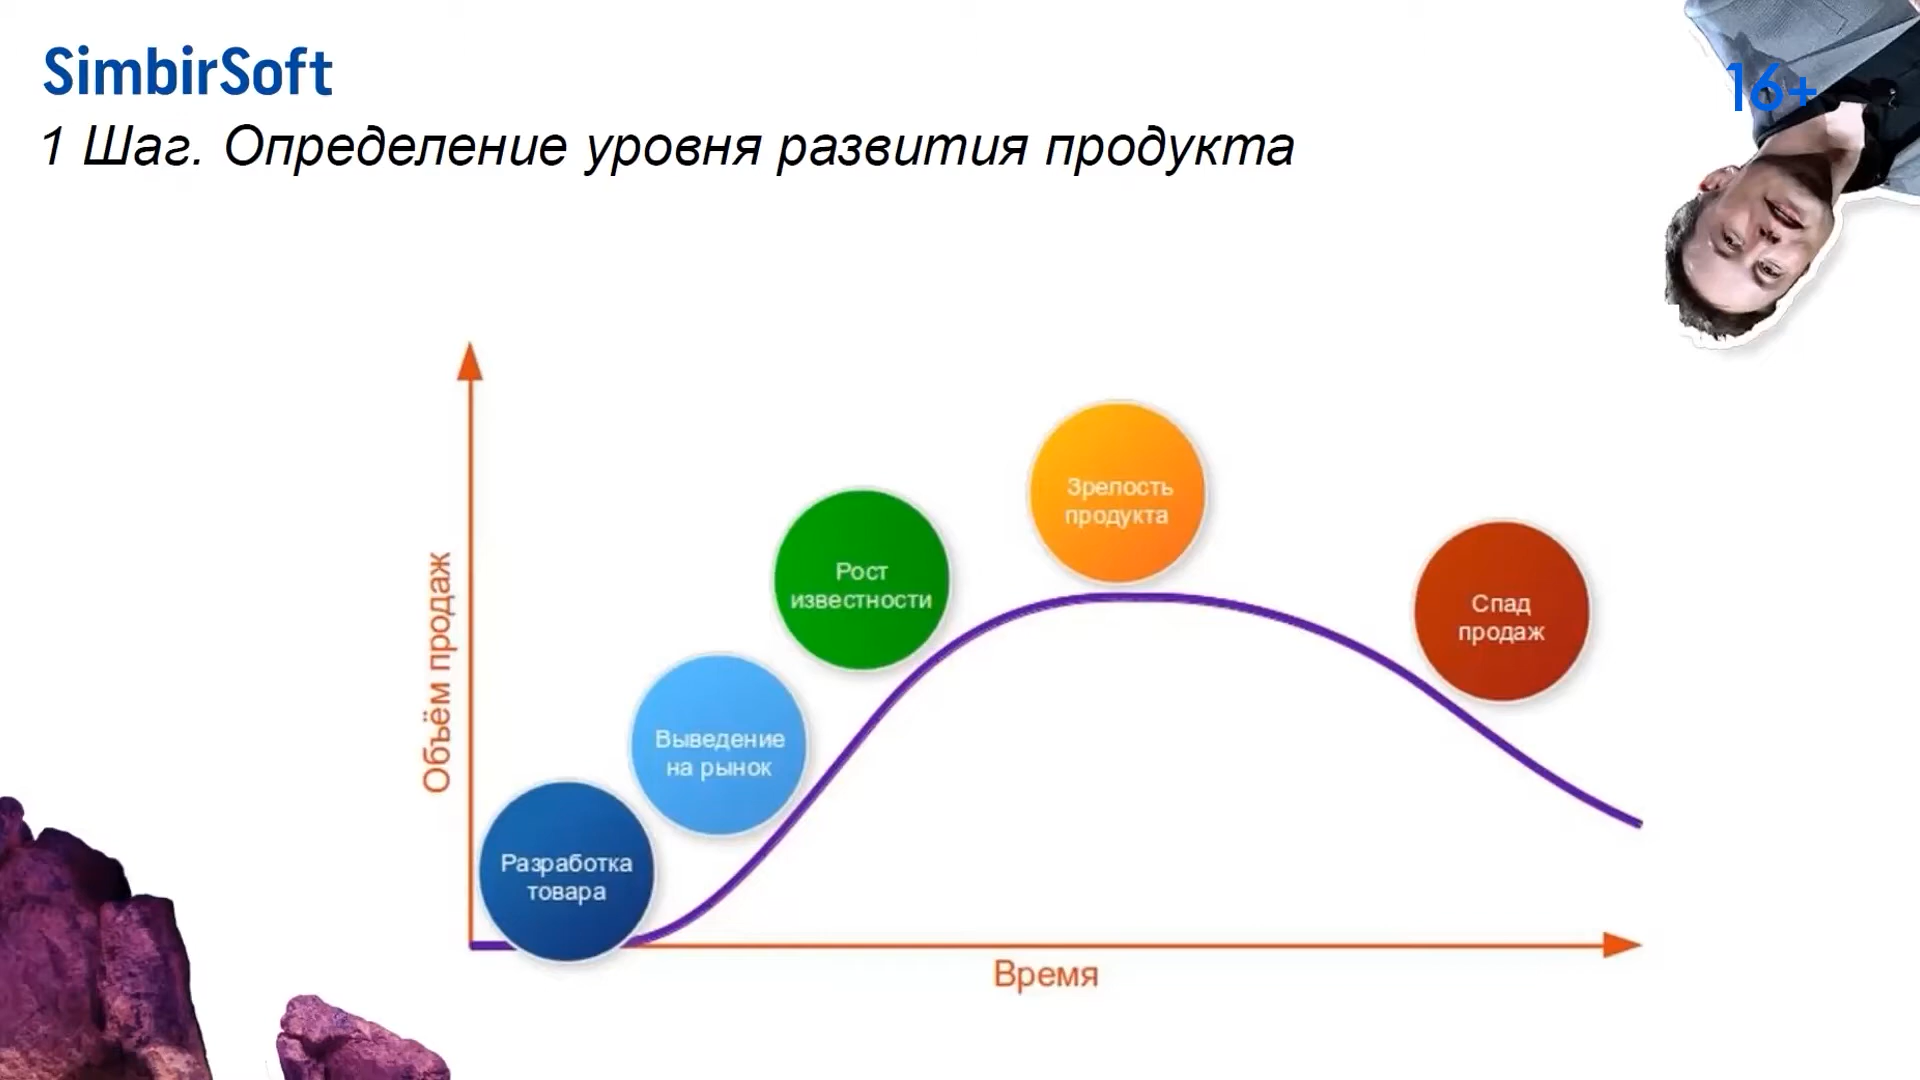 SimbirSoft
16+
1 Шаг. Определение уровня развития продукта
Объём продаж
Разработка
товара
Выведение
на рынок
Рост
известности
Зрелость
продукта
Спад
продаж
Время